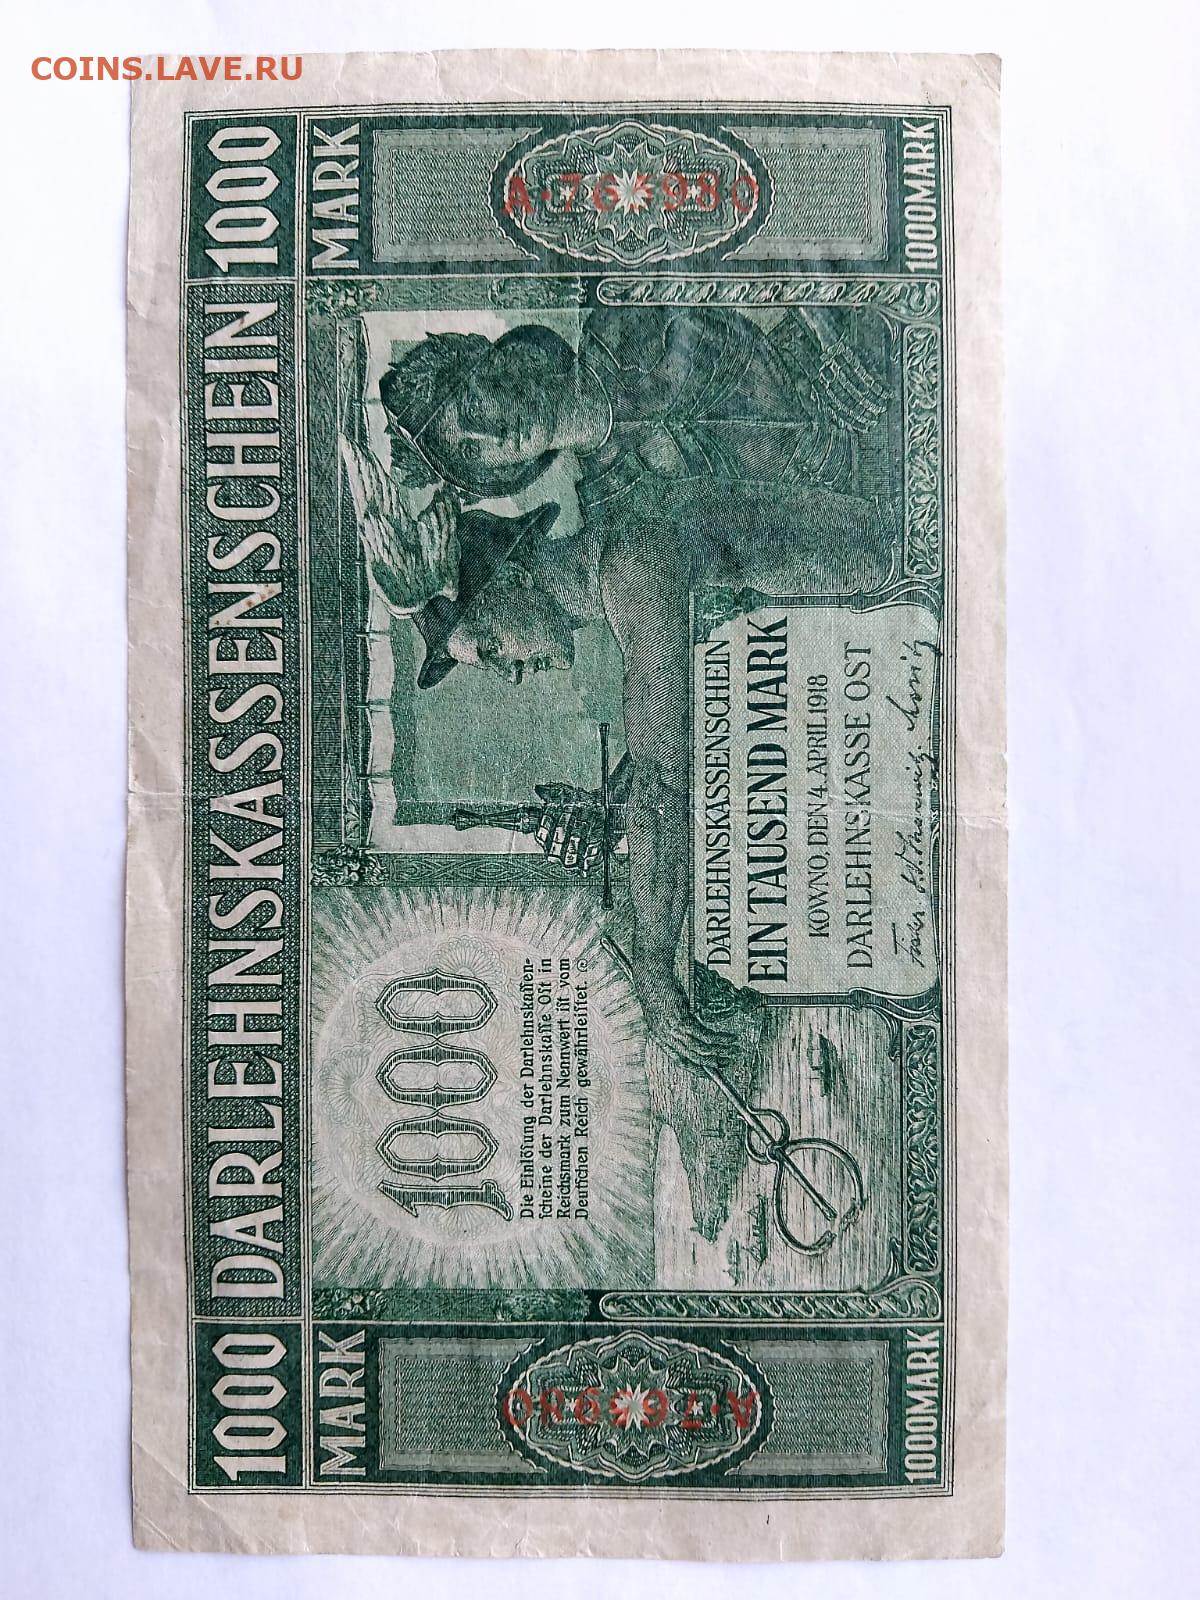 COINS.LAVE.RU
1000 DARLEHNSKASSENSCHEIN 1000
MARK
MARK
1000
Die Einlöſung der Darlehnskaſſen-
ſcheine der Darlehnskaſſe Oſt in
Reichsmark zum Nennwert iſt vom
Deutſchen Reich gewährleiſtet.
A·765980
A·765980
DARLEHNSKASSENSCHEIN
EIN TAUSEND MARK
KOWNO, DEN 4. APRIL 1918
DARLEHNSKASSE OST
1000MARK
1000MARK